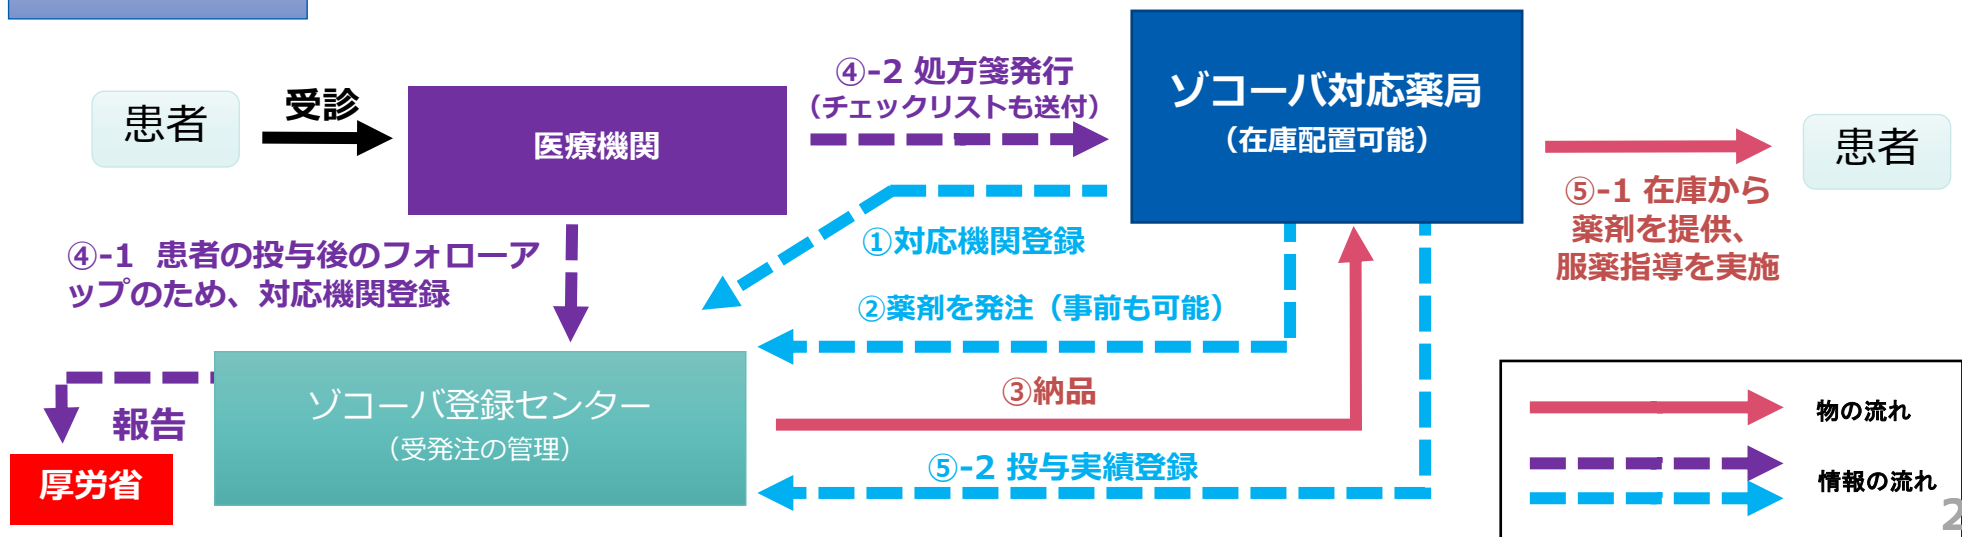 患者
受診
医療機関
④-2 処方箋発行
（チェックリストも送付）
ゾコーバ対応薬局
（在庫配置可能）
患者
⑤-1 在庫から
薬剤を提供、
服薬指導を実施
①対応機関登録
④-1 患者の投与後のフォローア
ップのため、対応機関登録
②薬剤を発注（事前も可能）
③納品
ゾコーバ登録センター
（受発注の管理）
報告
厚労省
⑤-2 投与実績登録
物の流れ
情報の流れ
2